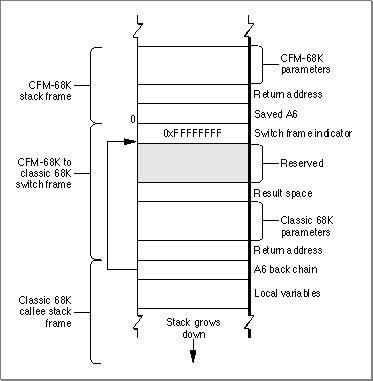 CFM-68K
parameters
CFM-68K
stack frame
Return address
Saved A6
0
0xFFFFFFFF
Switch frame indicator
CFM-68K to
classic 68K
switch frame
Reserved
Result space
Classic 68K
parameters
Return address
A6 back chain
Classic 68K
callee stack
frame
Local variables
Stack grows
down